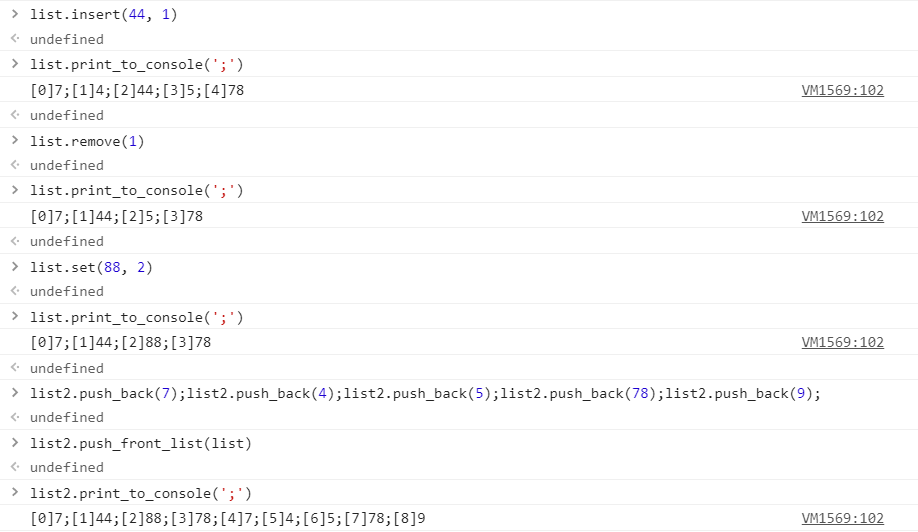 > list.insert(44, 1)
< undefined
> list.print_to_console(';')
[0]7;[1]4;[2]44;[3]5;[4]78 VM1569:102
< undefined
> list.remove(1)
< undefined
> list.print_to_console(';')
[0]7;[1]44;[2]5;[3]78 VM1569:102
< undefined
> list.set(88, 2)
< undefined
> list.print_to_console(';')
[0]7;[1]44;[2]88;[3]78 VM1569:102
< undefined
> list2.push_back(7);list2.push_back(4);list2.push_back(5);list2.push_back(78);list2.push_back(9);
< undefined
> list2.push_front_list(list)
< undefined
> list2.print_to_console(';')
[0]7;[1]44;[2]88;[3]78;[4]7;[5]4;[6]5;[7]78;[8]9 VM1569:102